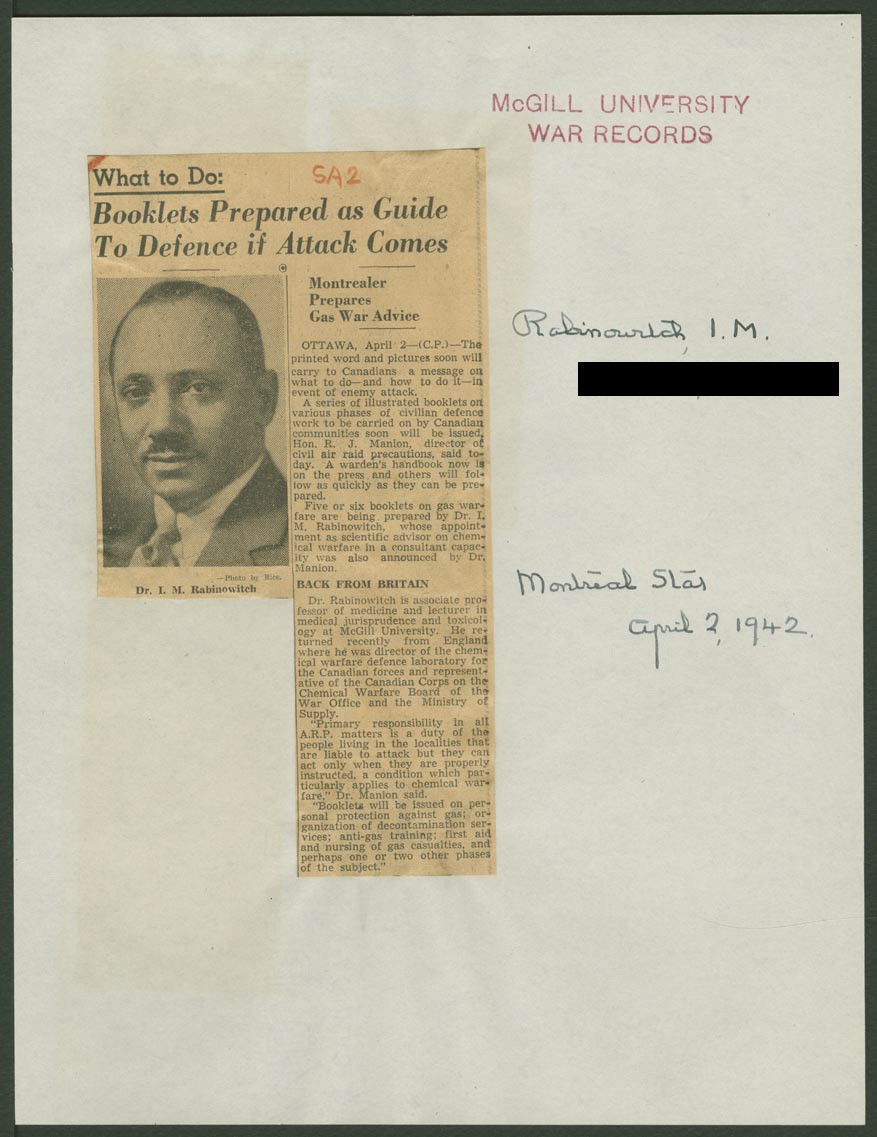 McGILL UNIVERSITY
WAR RECORDS
SA2
What to Do:
Booklets Prepared as Guide
To Defence if Attack Comes
Montrealer
Prepares
Gas War Advice
OTTAWA, April 2—(C.P.)—The
printed word and pictures soon will
carry to Canadians a message on
what to do—and how to do it—in
event of enemy attack.
A series of illustrated booklets on
various phases of civilian defence
work to be carried on by Canadian
communities soon will be issued,
Hon. R. J. Manion, director of
civil air raid precautions, said to-
day. A warden's handbook now is
on the press and others will fol-
low as quickly as they can be pre-
pared.
Five or six booklets on gas war-
fare are being prepared by Dr. I.
M. Rabinowitch, whose appoint-
ment as scientific advisor on chem-
ical warfare in a consultant capac-
ity was also announced by Dr.
Manion.
—Photo by Rice.
Dr. I. M. Rabinowitch
BACK FROM BRITAIN
Dr. Rabinowitch is associate pro-
fessor of medicine and lecturer in
medical jurisprudence and toxicol-
ogy at McGill University. He re-
turned recently from England
where he was director of the chem-
ical warfare defence laboratory for
the Canadian forces and represent-
ative of the Canadian Corps on the
Chemical Warfare Board of the
War Office and the Ministry of
Supply.
"Primary responsibility in all
A.R.P. matters is a duty of the
people living in the localities that
are liable to attack but they can
act only when they are properly
instructed, a condition which par-
ticularly applies to chemical war-
fare," Dr. Manion said.
"Booklets will be issued on per-
sonal protection against gas; or-
ganization of decontamination ser-
vices; anti-gas training; first aid
and nursing of gas casualties, and
perhaps one or two other phases
of the subject."
Rabinowitch, I. M.
Montreal Star
April 2, 1942.